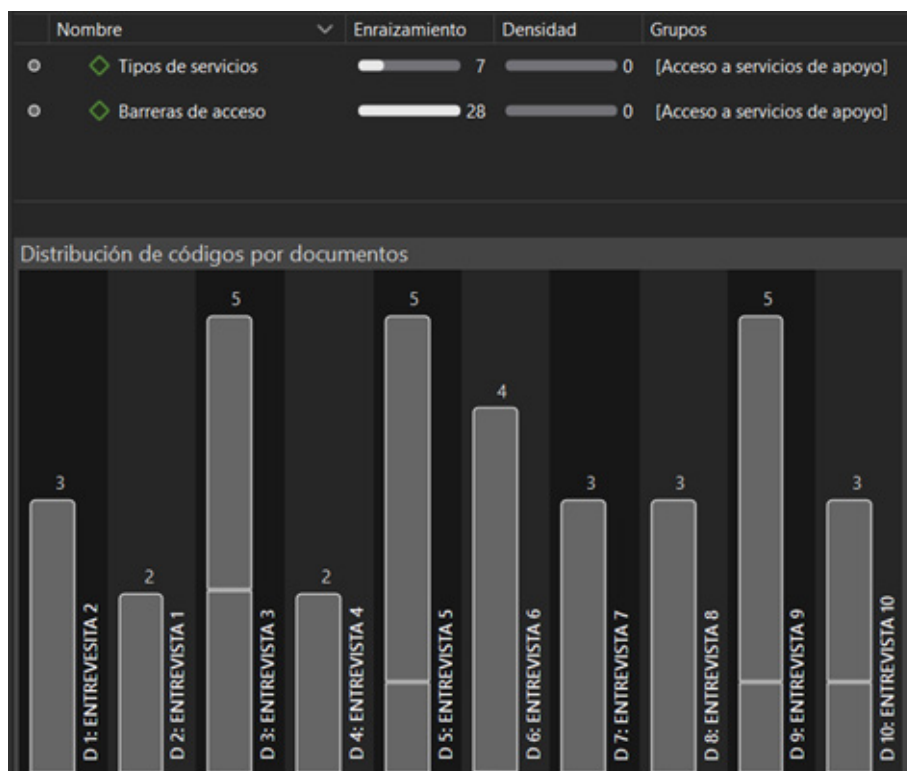 Nombre Enraizamiento Densidad Grupos
Tipos de servicios 7 0 [Acceso a servicios de apoyo]
Barreras de acceso 28 0 [Acceso a servicios de apoyo]
Distribución de códigos por documentos
3 2 5 2 5 4 3 3 5 3
D 1: ENTREVESITA 2
D 2: ENTREVISTA 1
D 3: ENTREVISTA 3
D 4: ENTREVISTA 4
D 5: ENTREVISTA 5
D 6: ENTREVISTA 6
D 7: ENTREVISTA 7
D 8: ENTREVISTA 8
D 9: ENTREVISTA 9
D 10: ENTREVISTA 10